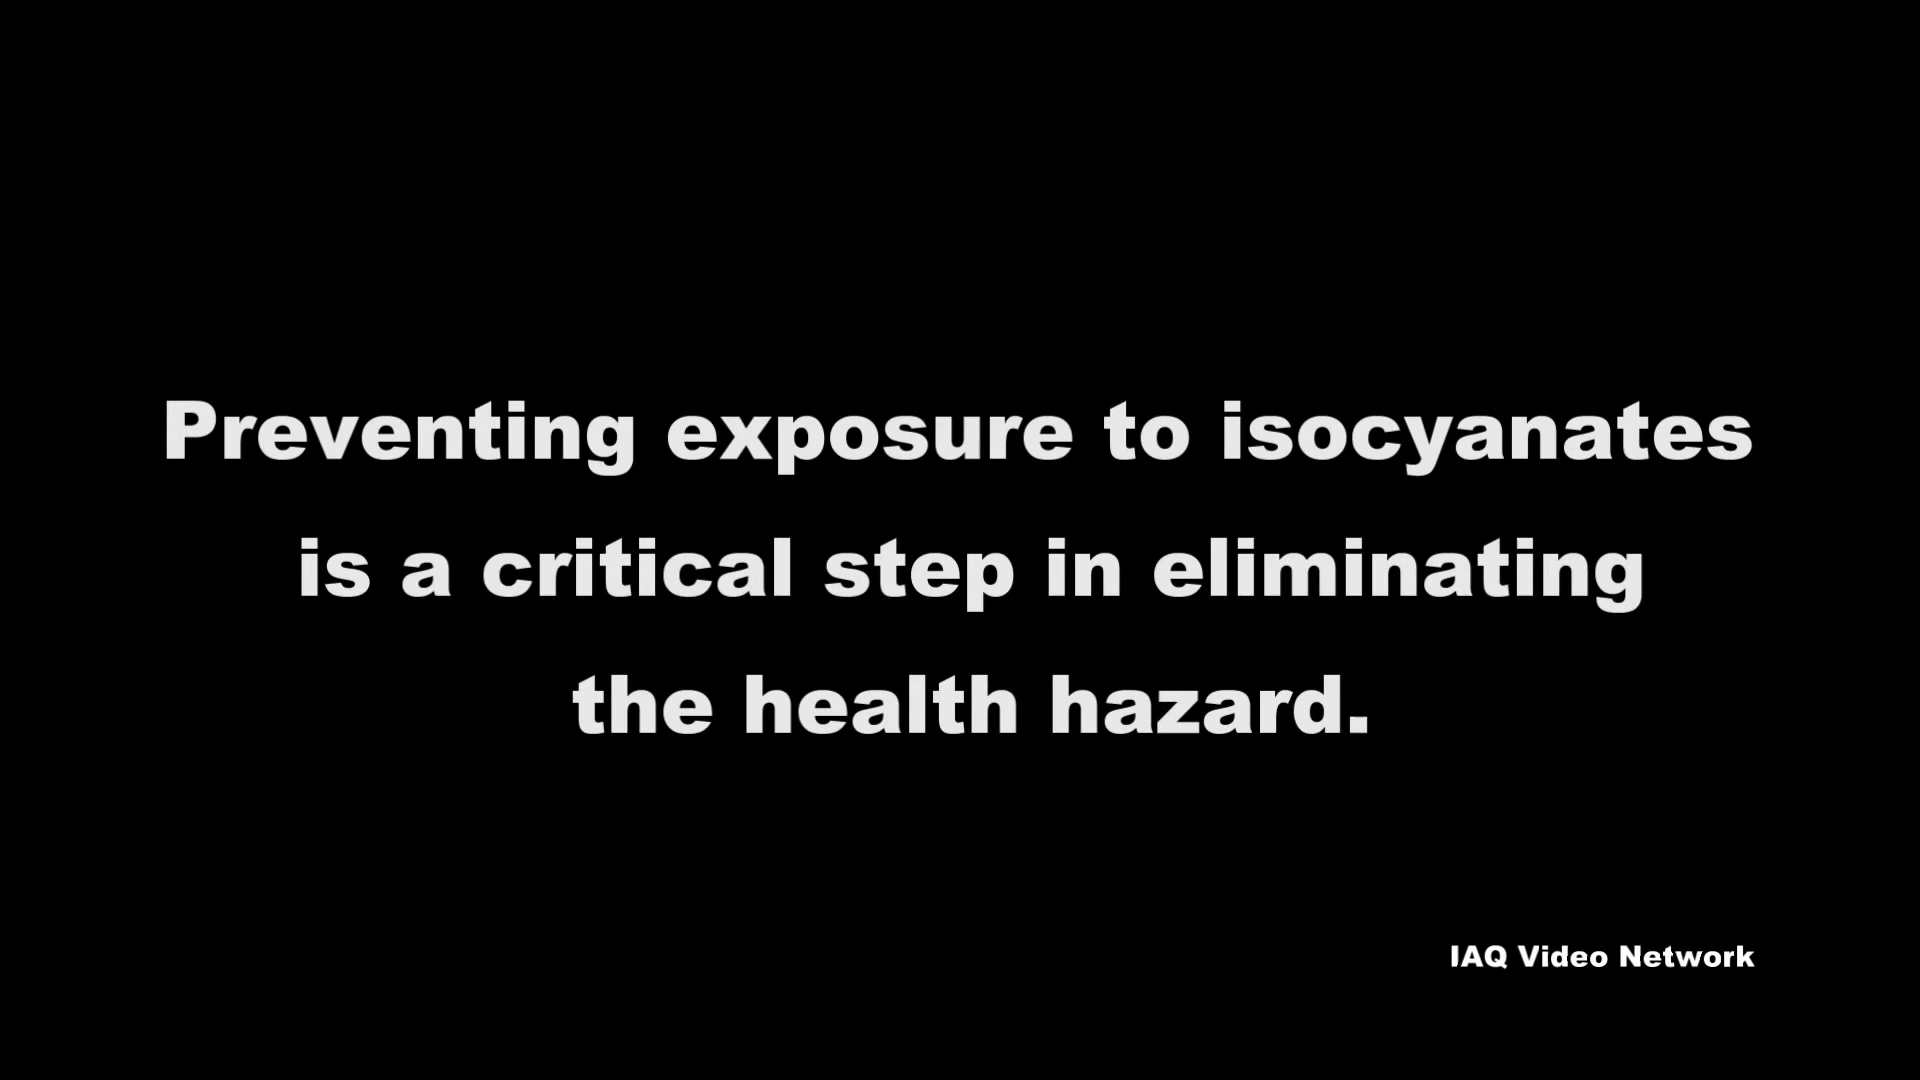 Preventing exposure to isocyanates
is a critical step in eliminating
the health hazard.
IAQ Video Network